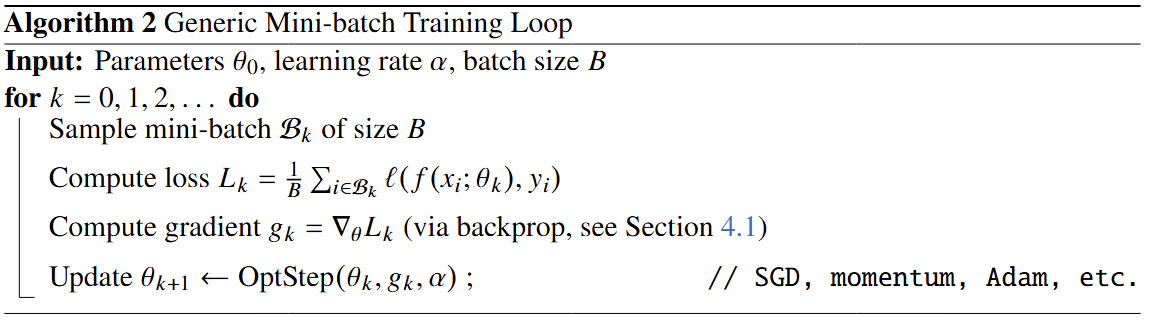 Algorithm 2 Generic Mini-batch Training Loop
Input: Parameters θ₀, learning rate α, batch size B
for k = 0, 1, 2, . . . do
Sample mini-batch ℬₖ of size B
Compute loss Lₖ = 1/B ∑_{i∈ℬₖ} ℓ(f(xᵢ; θₖ), yᵢ)
Compute gradient gₖ = ∇_θ Lₖ (via backprop, see Section 4.1)
Update θₖ₊₁ ← OptStep(θₖ, gₖ, α) ; // SGD, momentum, Adam, etc.